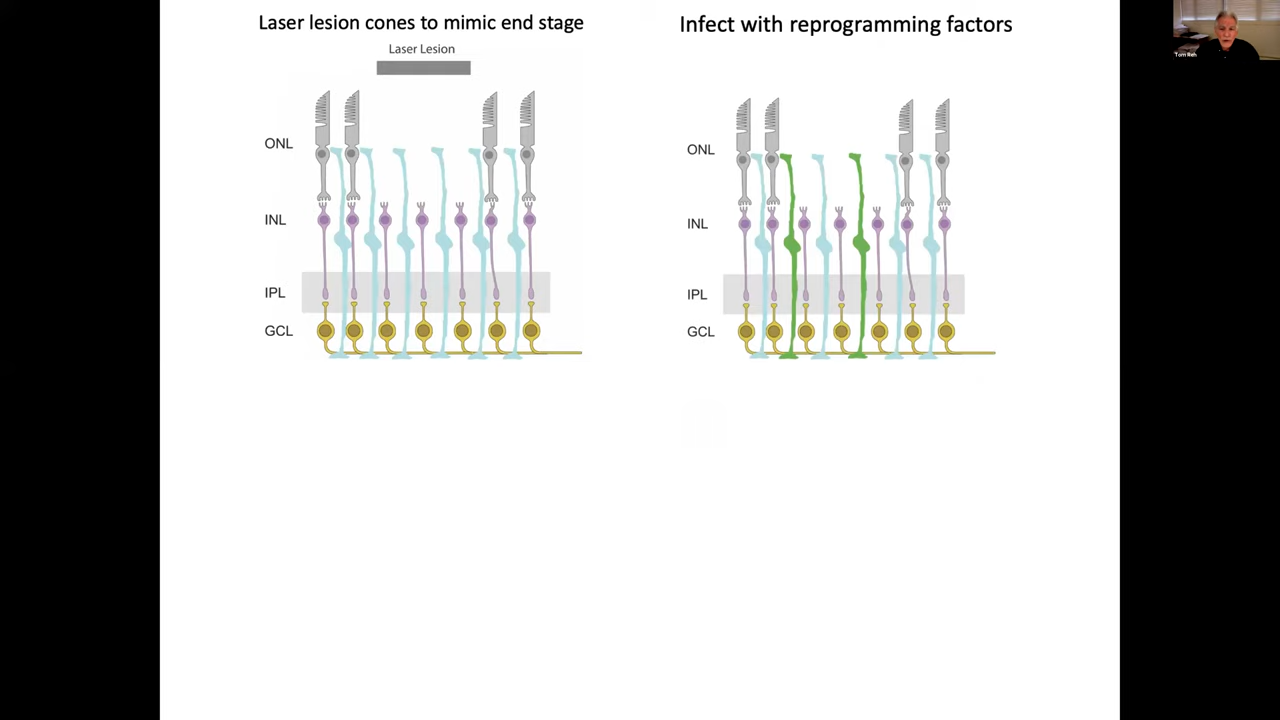 Laser lesion cones to mimic end stage
Laser Lesion
ONL
INL
IPL
GCL
Infect with reprogramming factors
ONL
INL
IPL
GCL
Tom Reh